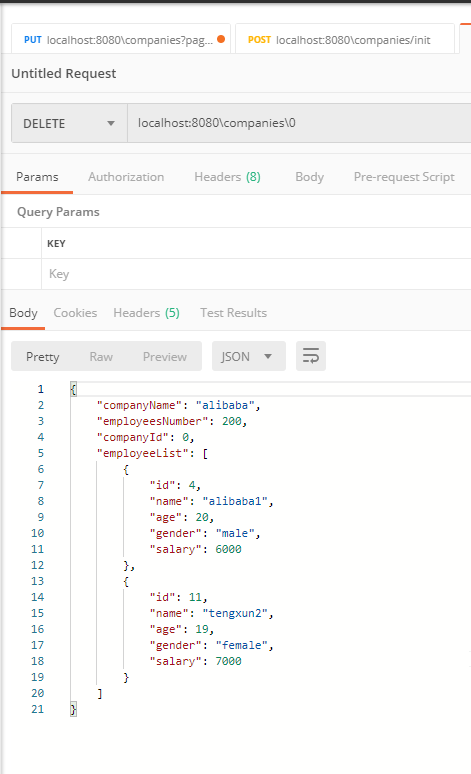 PUT localhost:8080\companies?pag... POST localhost:8080\companies/init
Untitled Request
DELETE localhost:8080\companies\0
Params Authorization Headers (8) Body Pre-request Script
Query Params
KEY
Key
Body Cookies Headers (5) Test Results
Pretty Raw Preview JSON
1 {
2 "companyName": "alibaba",
3 "employeesNumber": 200,
4 "companyId": 0,
5 "employeeList": [
6 {
7 "id": 4,
8 "name": "alibaba1",
9 "age": 20,
10 "gender": "male",
11 "salary": 6000
12 },
13 {
14 "id": 11,
15 "name": "tengxun2",
16 "age": 19,
17 "gender": "female",
18 "salary": 7000
19 }
20 ]
21 }